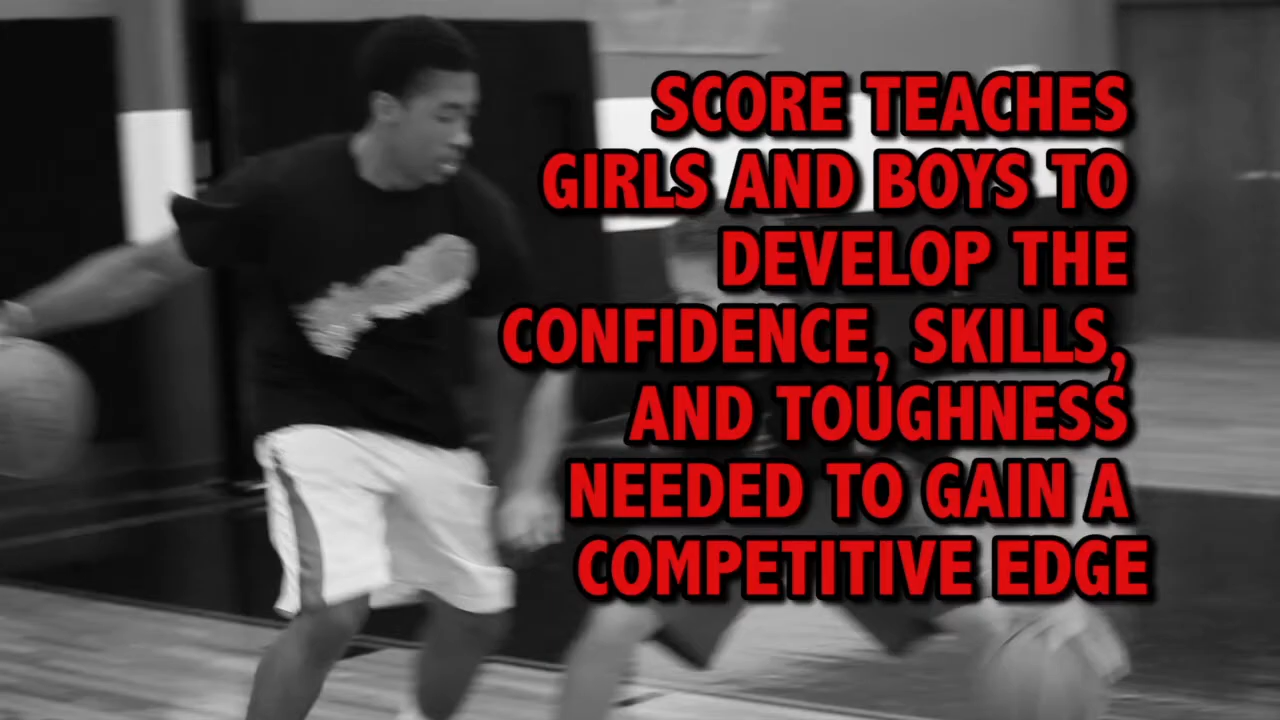 SCORE TEACHES
GIRLS AND BOYS TO
DEVELOP THE
CONFIDENCE, SKILLS,
AND TOUGHNESS
NEEDED TO GAIN A
COMPETITIVE EDGE